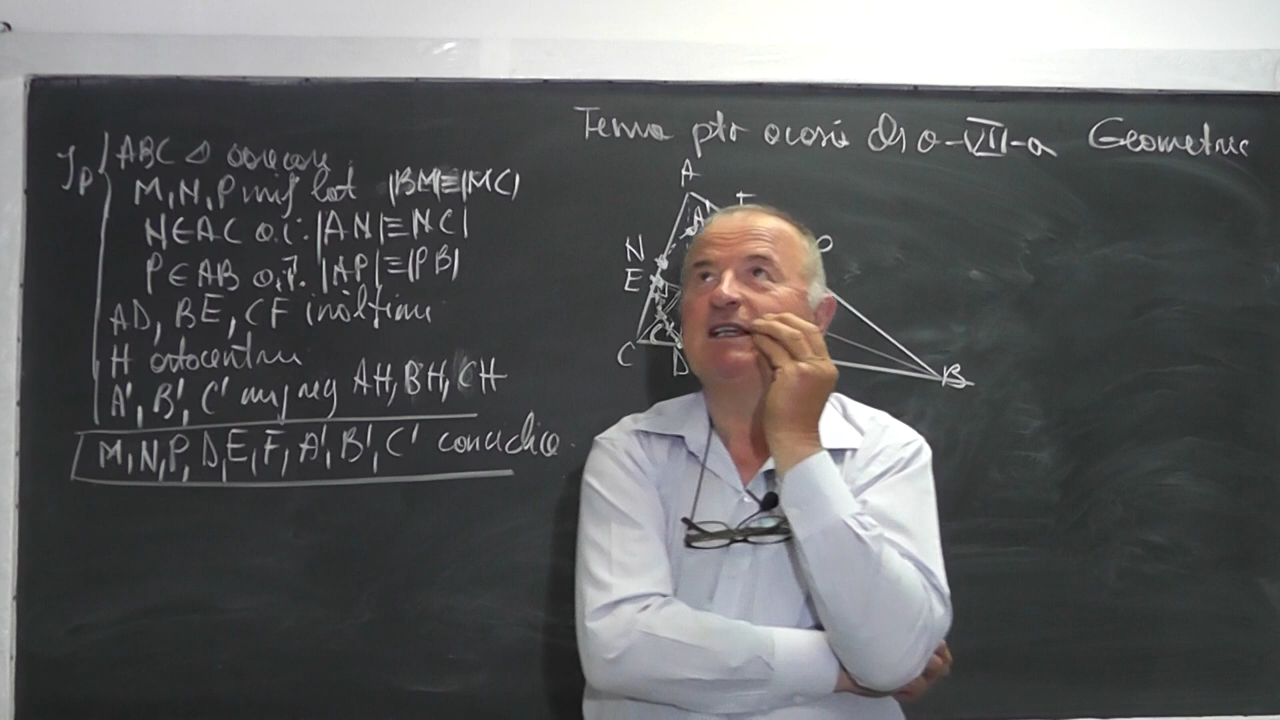 Tema ptr acasă cls a-VII-a Geometrie
Ip ABC Δ oarecare
M, N, P mij lat |BM|≡|MC|
N∈AC a.î. |AN|≡NC|
P∈AB a.î. |AP|≡|PB|
AD, BE, CF înălțimi
H ortocentru
A', B', C' mij seg AH, BH, CH
M, N, P, D, E, F, A', B', C' conciclice.
A
A'
F
N
E
P
C'
C
D
B